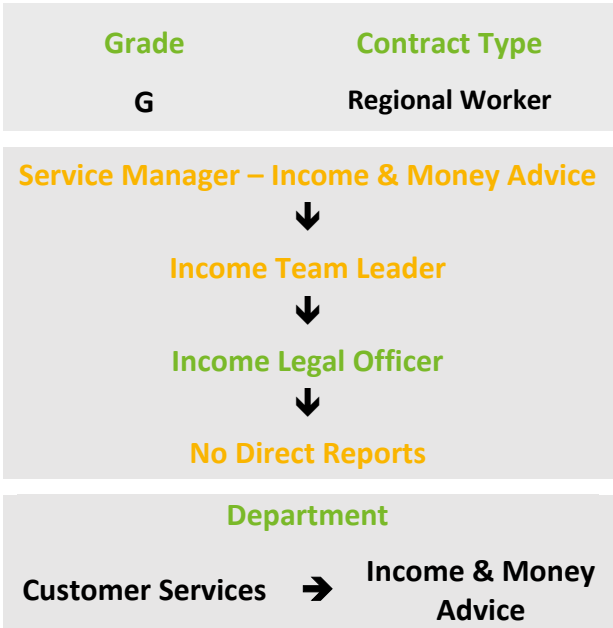 Grade Contract Type
G Regional Worker
Service Manager – Income & Money Advice
Income Team Leader
Income Legal Officer
No Direct Reports
Department
Customer Services ➔ Income & Money
Advice